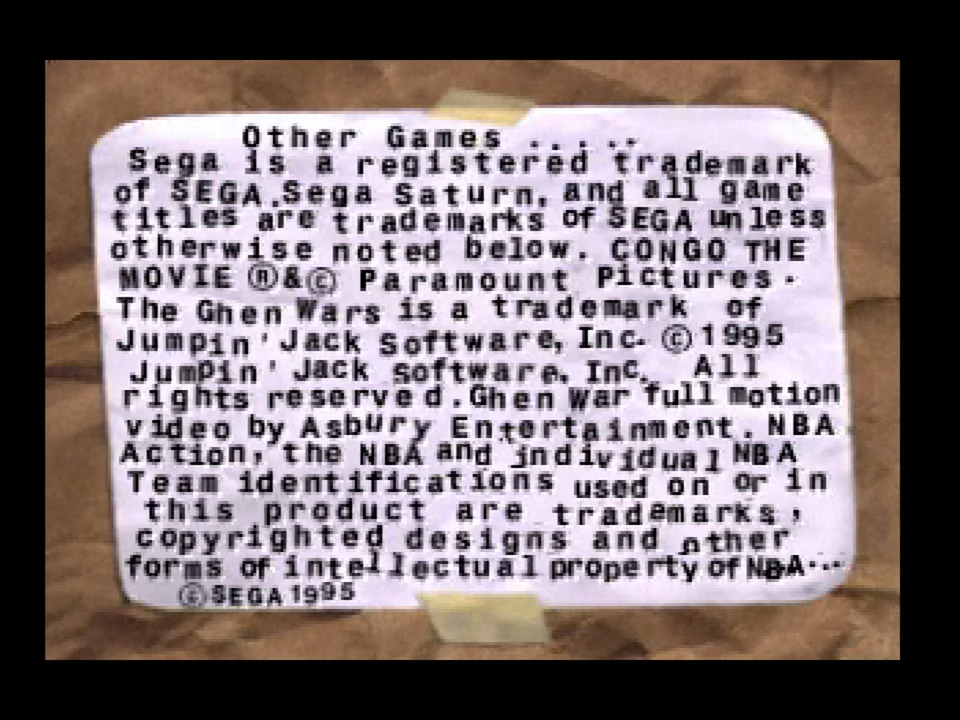 Other Games .....
Sega is a registered trademark
of SEGA.Sega Saturn, and all game
titles are trademarks of SEGA unless
otherwise noted below. CONGO THE
MOVIE ®&© Paramount Pictures.
The Ghen Wars is a trademark of
Jumpin' Jack Software, Inc. ©1995
Jumpin' Jack Software, Inc. All
rights reserved.Ghen War full motion
video by Asbury Entertainment. NBA
Action, the NBA and individual NBA
Team identifications used on or in
this product are trademarks,
copyrighted designs and other
forms of intellectual property of NBA...
©SEGA 1995